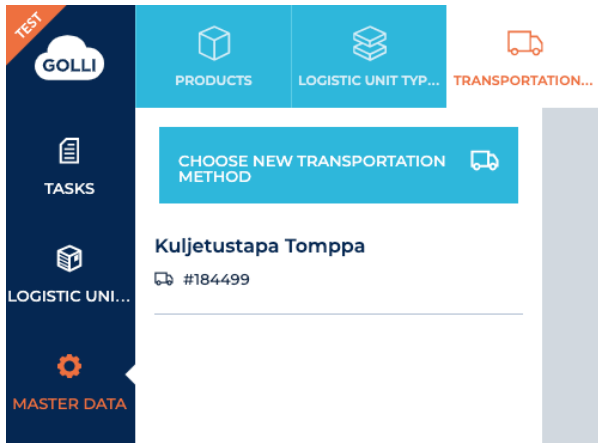 TEST
GOLLI
PRODUCTS
LOGISTIC UNIT TYP...
TRANSPORTATION...
TASKS
LOGISTIC UNI...
MASTER DATA
CHOOSE NEW TRANSPORTATION
METHOD
Kuljetustapa Tomppa
#184499